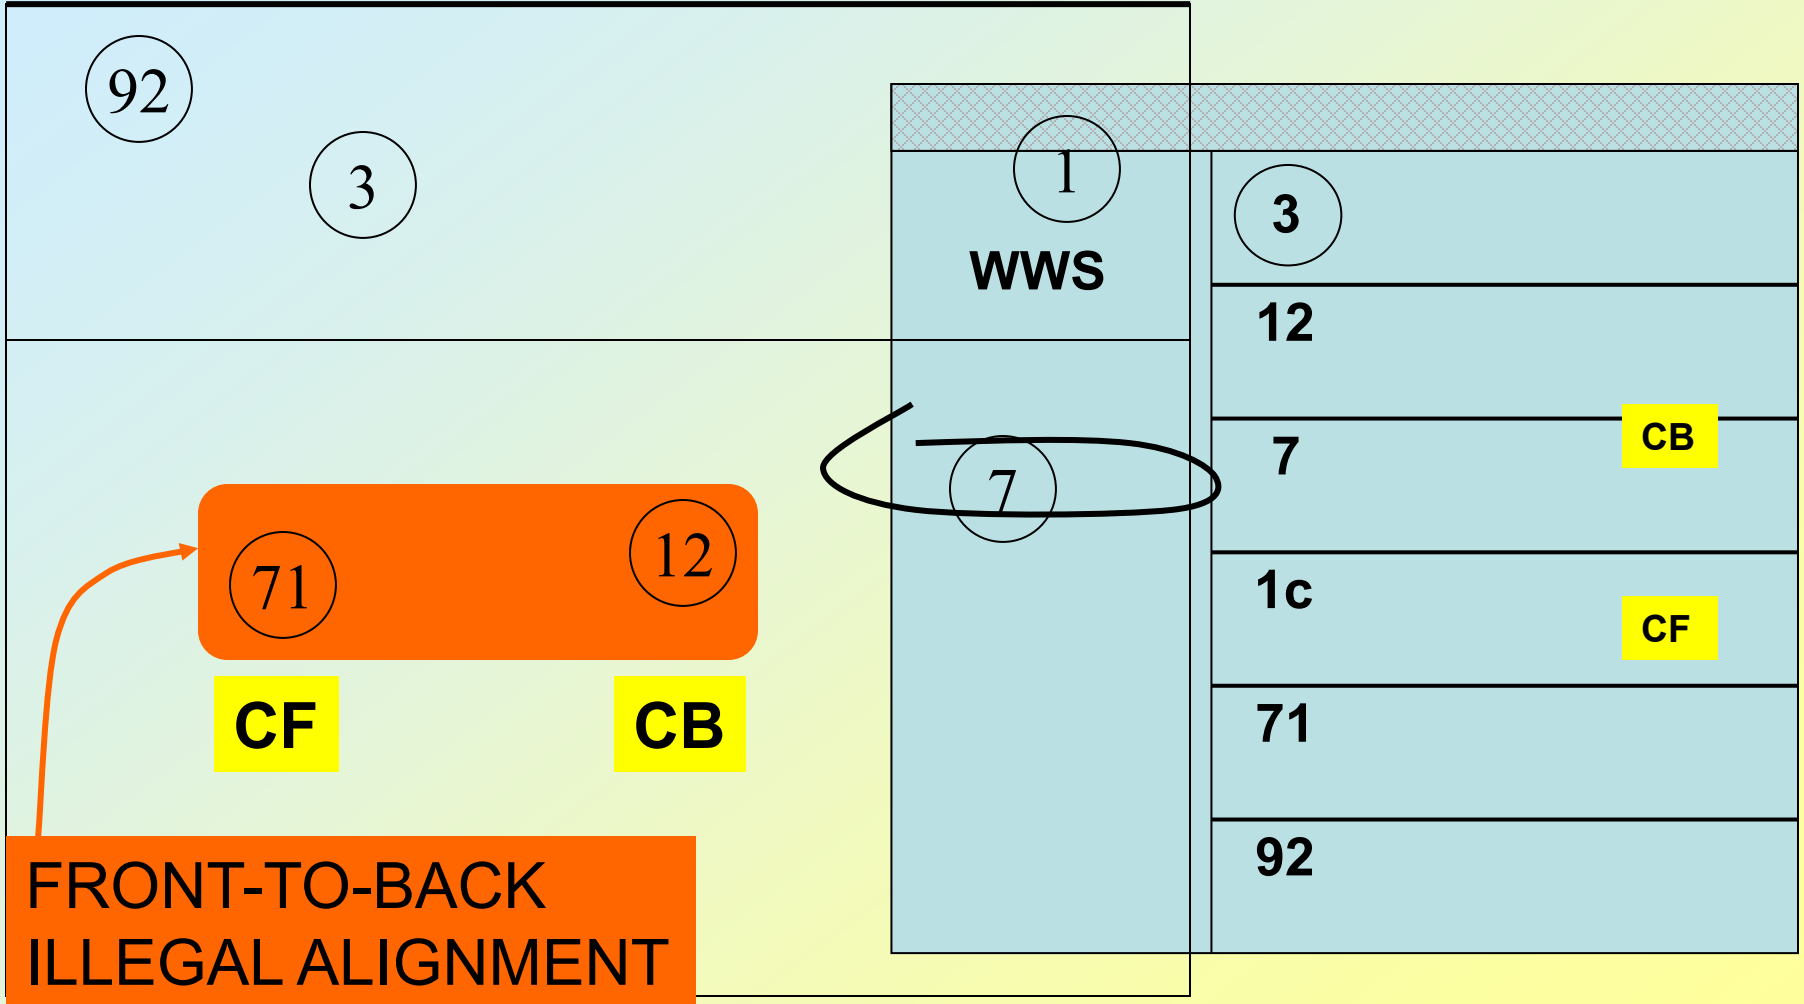 92
3
1
WWS
7
71
12
CF
CB
FRONT-TO-BACK
ILLEGAL ALIGNMENT
3
12
7
CB
1c
CF
71
92